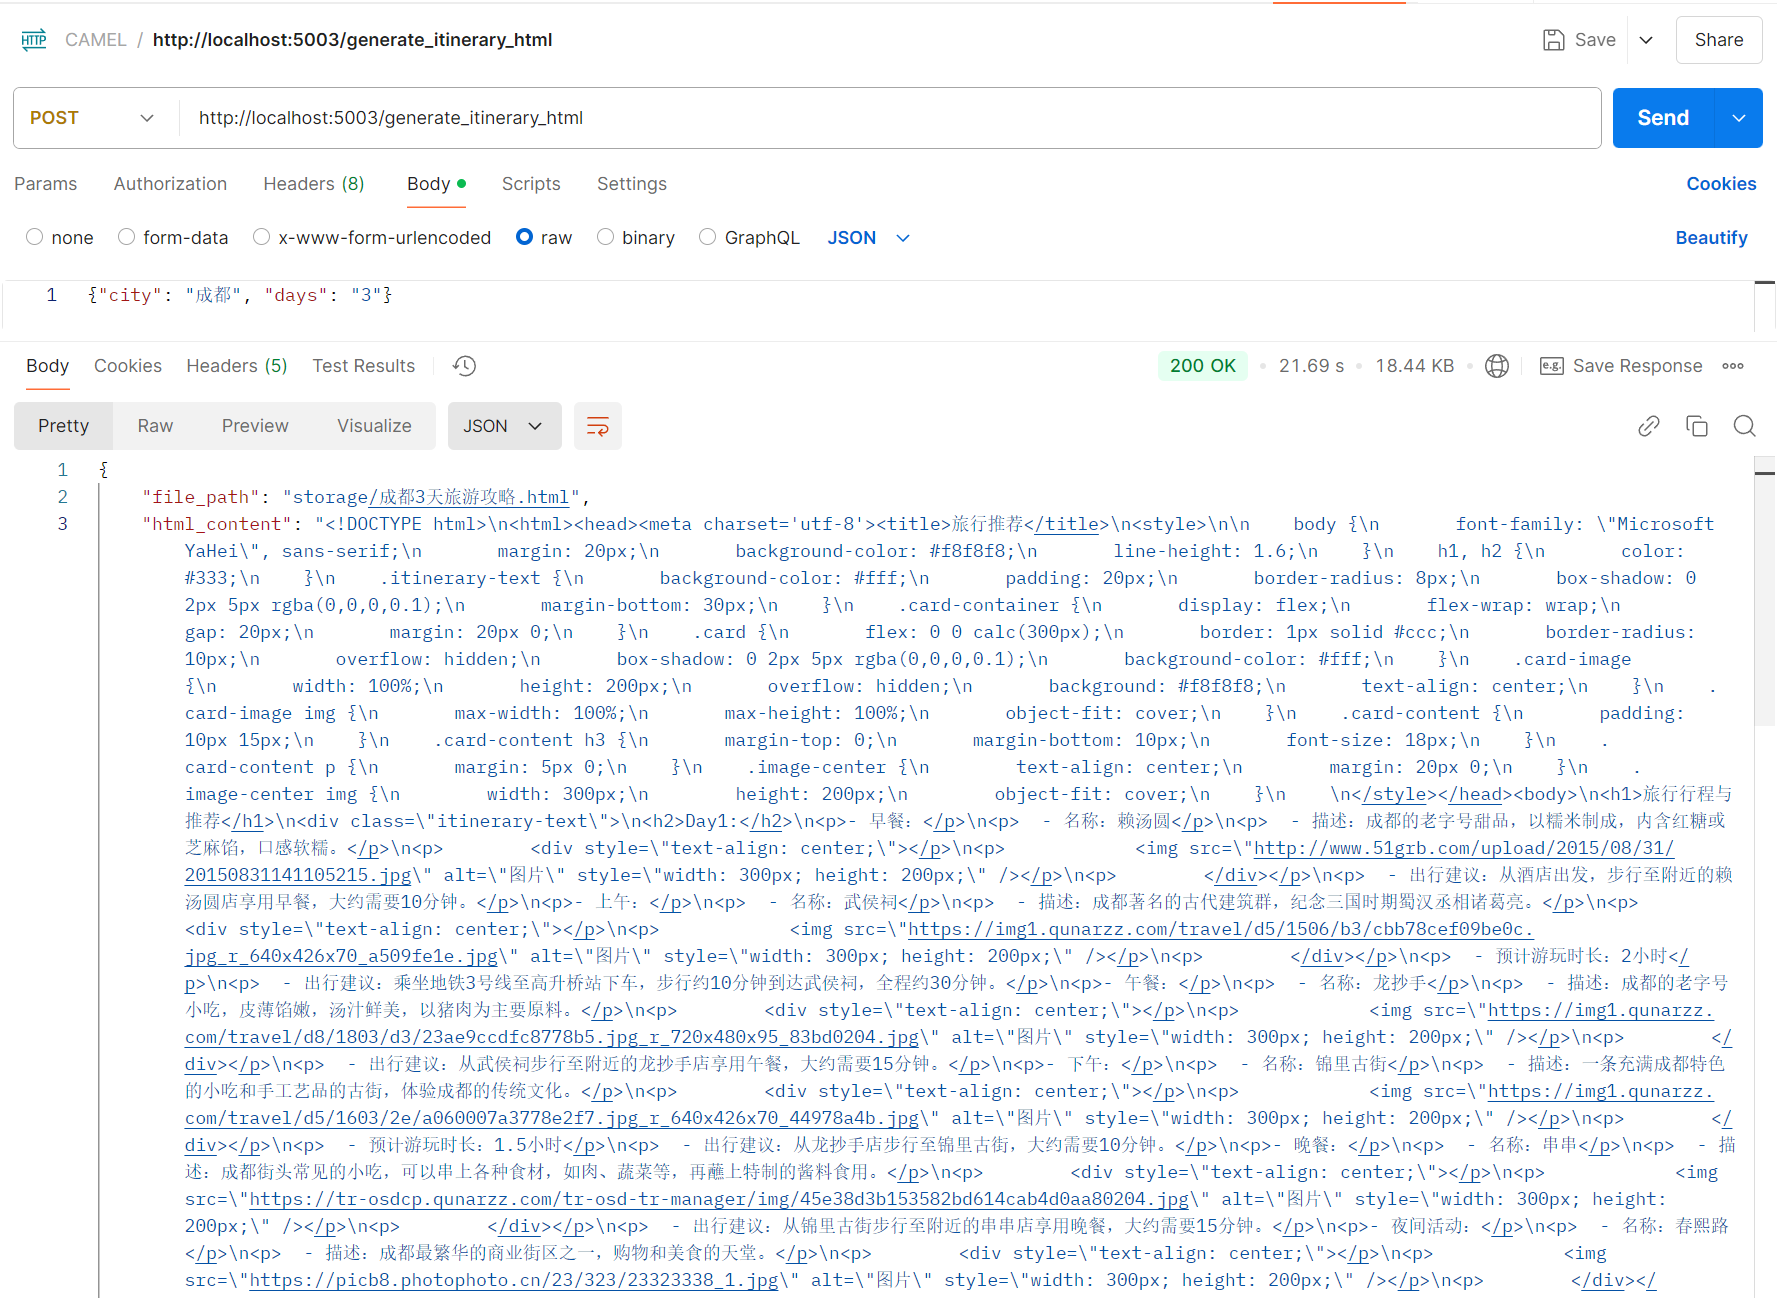 HTTP CAMEL / http://localhost:5003/generate_itinerary_html Save Share
POST http://localhost:5003/generate_itinerary_html Send
Params Authorization Headers (8) Body Scripts Settings Cookies
none form-data x-www-form-urlencoded raw binary GraphQL JSON Beautify
1 {"city": "成都", "days": "3"}
Body Cookies Headers (5) Test Results 200 OK 21.69 s 18.44 KB e.g. Save Response
Pretty Raw Preview Visualize JSON
1 {
2 "file_path": "storage/成都3天旅游攻略.html",
3 "html_content": "<!DOCTYPE html>\n<html><head><meta charset='utf-8'><title>旅行推荐</title>\n<style>\n\n    body {\n        font-family: \"Microsoft
YaHei\", sans-serif;\n        margin: 20px;\n        background-color: #f8f8f8;\n        line-height: 1.6;\n    }\n    h1, h2 {\n        color:
#333;\n    }\n    .itinerary-text {\n        background-color: #fff;\n        padding: 20px;\n        border-radius: 8px;\n        box-shadow: 0
2px 5px rgba(0,0,0,0.1);\n        margin-bottom: 30px;\n    }\n    .card-container {\n        display: flex;\n        flex-wrap: wrap;\n
gap: 20px;\n        margin: 20px 0;\n    }\n    .card {\n        flex: 0 0 calc(300px);\n        border: 1px solid #ccc;\n        border-radius:
10px;\n        overflow: hidden;\n        box-shadow: 0 2px 5px rgba(0,0,0,0.1);\n        background-color: #fff;\n    }\n    .card-image
{\n        width: 100%;\n        height: 200px;\n        overflow: hidden;\n        background: #f8f8f8;\n        text-align: center;\n    }\n    .
card-image img {\n        max-width: 100%;\n        max-height: 100%;\n        object-fit: cover;\n    }\n    .card-content {\n        padding:
10px 15px;\n    }\n    .card-content h3 {\n        margin-top: 0;\n        margin-bottom: 10px;\n        font-size: 18px;\n    }\n    .
card-content p {\n        margin: 5px 0;\n    }\n    .image-center {\n        text-align: center;\n        margin: 20px 0;\n    }\n    .
image-center img {\n        width: 300px;\n        height: 200px;\n        object-fit: cover;\n    }\n    \n</style></head><body>\n<h1>旅行行程与
推荐</h1>\n<div class=\"itinerary-text\">\n<h2>Day1:</h2>\n<p>- 早餐：</p>\n<p>  - 名称：赖汤圆</p>\n<p>  - 描述：成都的老字号甜品，以糯米制成，内含红糖或
芝麻馅，口感软糯。</p>\n<p>        <div style=\"text-align: center;\"></p>\n<p>            <img src=\"http://www.51grb.com/upload/2015/08/31/
20150831141105215.jpg\" alt=\"图片\" style=\"width: 300px; height: 200px;\" /></p>\n<p>        </div></p>\n<p>  - 出行建议：从酒店出发，步行至附近的赖
汤圆店享用早餐，大约需要10分钟。</p>\n<p>- 上午：</p>\n<p>  - 名称：武侯祠</p>\n<p>  - 描述：成都著名的古代建筑群，纪念三国时期蜀汉丞相诸葛亮。</p>\n<p>
<div style=\"text-align: center;\"></p>\n<p>            <img src=\"https://img1.qunarzz.com/travel/d5/1506/b3/cbb78cef09be0c.
jpg_r_640x426x70_a509fe1e.jpg\" alt=\"图片\" style=\"width: 300px; height: 200px;\" /></p>\n<p>        </div></p>\n<p>  - 预计游玩时长：2小时</
p>\n<p>  - 出行建议：乘坐地铁3号线至高升桥站下车，步行约10分钟到达武侯祠，全程约30分钟。</p>\n<p>- 午餐：</p>\n<p>  - 名称：龙抄手</p>\n<p>  - 描述：成都的老字号
小吃，皮薄馅嫩，汤汁鲜美，以猪肉为主要原料。</p>\n<p>        <div style=\"text-align: center;\"></p>\n<p>            <img src=\"https://img1.qunarzz.
com/travel/d8/1803/d3/23ae9ccdfc8778b5.jpg_r_720x480x95_83bd0204.jpg\" alt=\"图片\" style=\"width: 300px; height: 200px;\" /></p>\n<p>        </
div></p>\n<p>  - 出行建议：从武侯祠步行至附近的龙抄手店享用午餐，大约需要15分钟。</p>\n<p>- 下午：</p>\n<p>  - 名称：锦里古街</p>\n<p>  - 描述：一条充满成都特色
的小吃和手工艺品的古街，体验成都的传统文化。</p>\n<p>        <div style=\"text-align: center;\"></p>\n<p>            <img src=\"https://img1.qunarzz.
com/travel/d5/1603/2e/a060007a3778e2f7.jpg_r_640x426x70_44978a4b.jpg\" alt=\"图片\" style=\"width: 300px; height: 200px;\" /></p>\n<p>        </
div></p>\n<p>  - 预计游玩时长：1.5小时</p>\n<p>  - 出行建议：从龙抄手店步行至锦里古街，大约需要10分钟。</p>\n<p>- 晚餐：</p>\n<p>  - 名称：串串</p>\n<p>  - 描
述：成都街头常见的小吃，可以串上各种食材，如肉、蔬菜等，再蘸上特制的酱料食用。</p>\n<p>        <div style=\"text-align: center;\"></p>\n<p>            <img
src=\"https://tr-osdcp.qunarzz.com/tr-osd-tr-manager/img/45e38d3b153582bd614cab4d0aa80204.jpg\" alt=\"图片\" style=\"width: 300px; height:
200px;\" /></p>\n<p>        </div></p>\n<p>  - 出行建议：从锦里古街步行至附近的串串店享用晚餐，大约需要15分钟。</p>\n<p>- 夜间活动：</p>\n<p>  - 名称：春熙路
</p>\n<p>  - 描述：成都最繁华的商业街区之一，购物和美食的天堂。</p>\n<p>        <div style=\"text-align: center;\"></p>\n<p>            <img
src=\"https://picb8.photophoto.cn/23/323/23323338_1.jpg\" alt=\"图片\" style=\"width: 300px; height: 200px;\" /></p>\n<p>        </div></